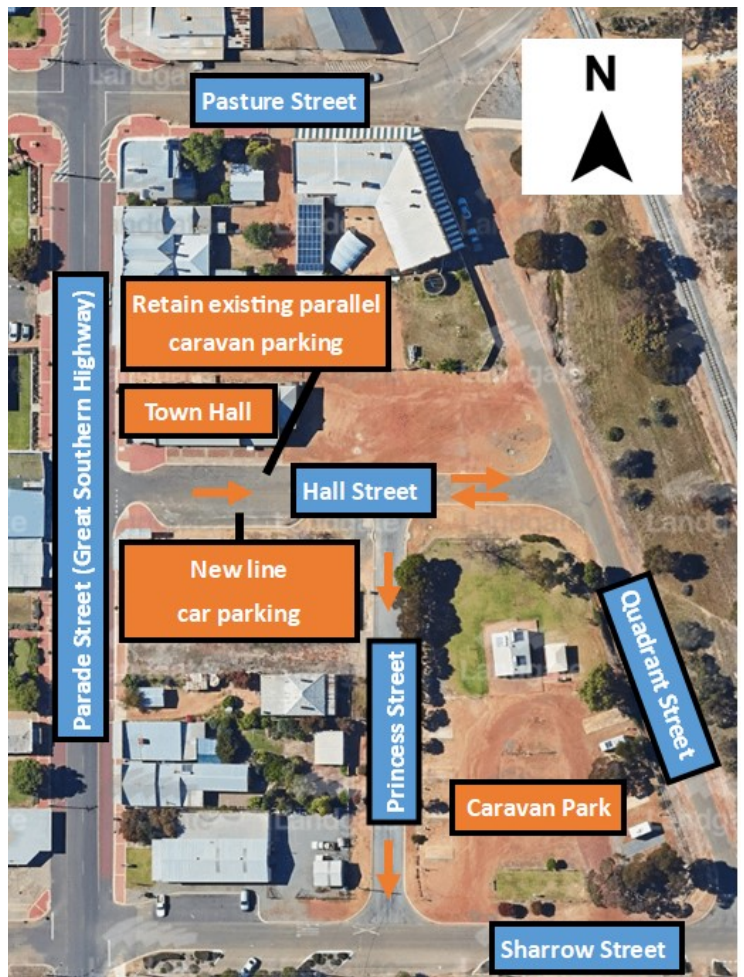 Landgate
Pasture Street
N
Retain existing parallel
caravan parking
Town Hall
Parade Street (Great Southern Highway)
Hall Street
New line
car parking
Quadrant Street
Princess Street
Caravan Park
Sharrow Street